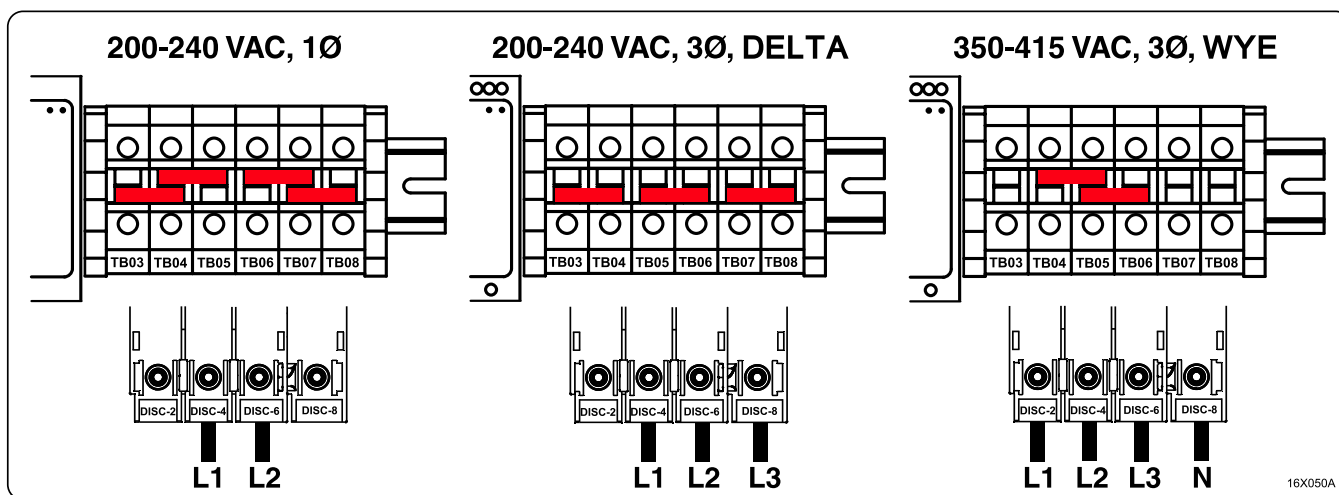 200-240 VAC, 1Ø
TB03 TB04 TB05 TB06 TB07 TB08
DISC-2 DISC-4 DISC-6 DISC-8
L1 L2
200-240 VAC, 3Ø, DELTA
TB03 TB04 TB05 TB06 TB07 TB08
DISC-2 DISC-4 DISC-6 DISC-8
L1 L2 L3
350-415 VAC, 3Ø, WYE
TB03 TB04 TB05 TB06 TB07 TB08
DISC-2 DISC-4 DISC-6 DISC-8
L1 L2 L3 N
16X050A